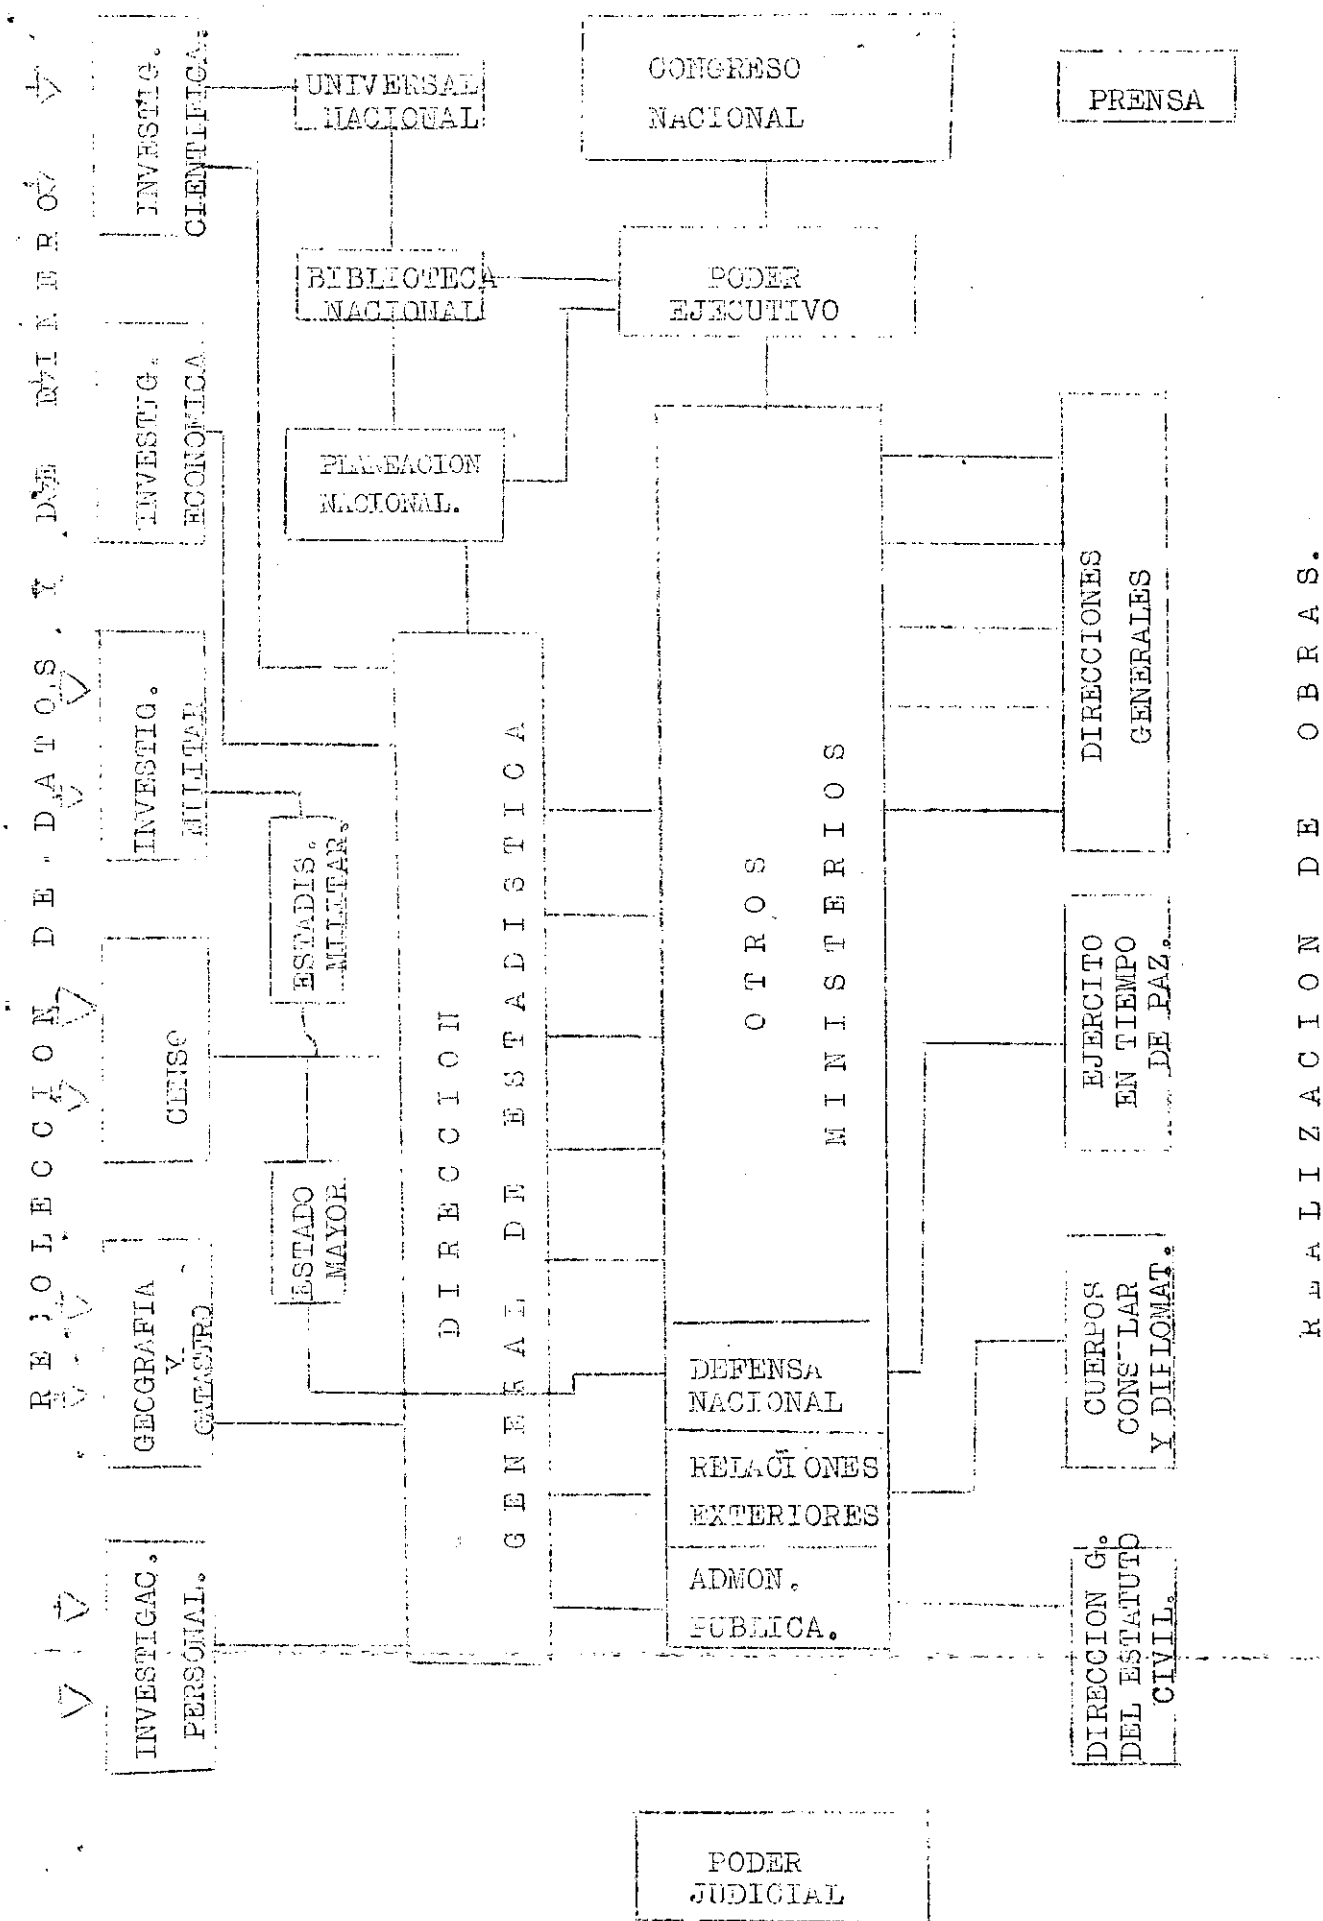 RECOLECCION DE DATOS Y DE DINERO
INVESTIG.
CIENTIFICA.
UNIVERSAL
NACIONAL
CONGRESO
NACIONAL
PRENSA
BIBLIOTECA
NACIONAL
PODER
EJECUTIVO
INVESTIG.
ECONOMICA
PLANEACION
NACIONAL.
INVESTIG.
MILITAR
ESTADIS.
MILITAR.
CENSO
ESTADO
MAYOR
GEOGRAFIA
Y
CATASTRO
INVESTIGAC.
PERSONAL.
DIRECCION
GENERAL DE ESTADISTICA
OTROS
MINISTERIOS
DEFENSA
NACIONAL
RELACIONES
EXTERIORES
ADMON.
PUBLICA.
DIRECCIONES
GENERALES
EJERCITO
EN TIEMPO
DE PAZ.
CUERPOS
CONSULAR
Y DIPLOMAT.
DIRECCION G.
DEL ESTATUTO
CIVIL.
PODER
JUDICIAL
REALIZACION DE OBRAS.